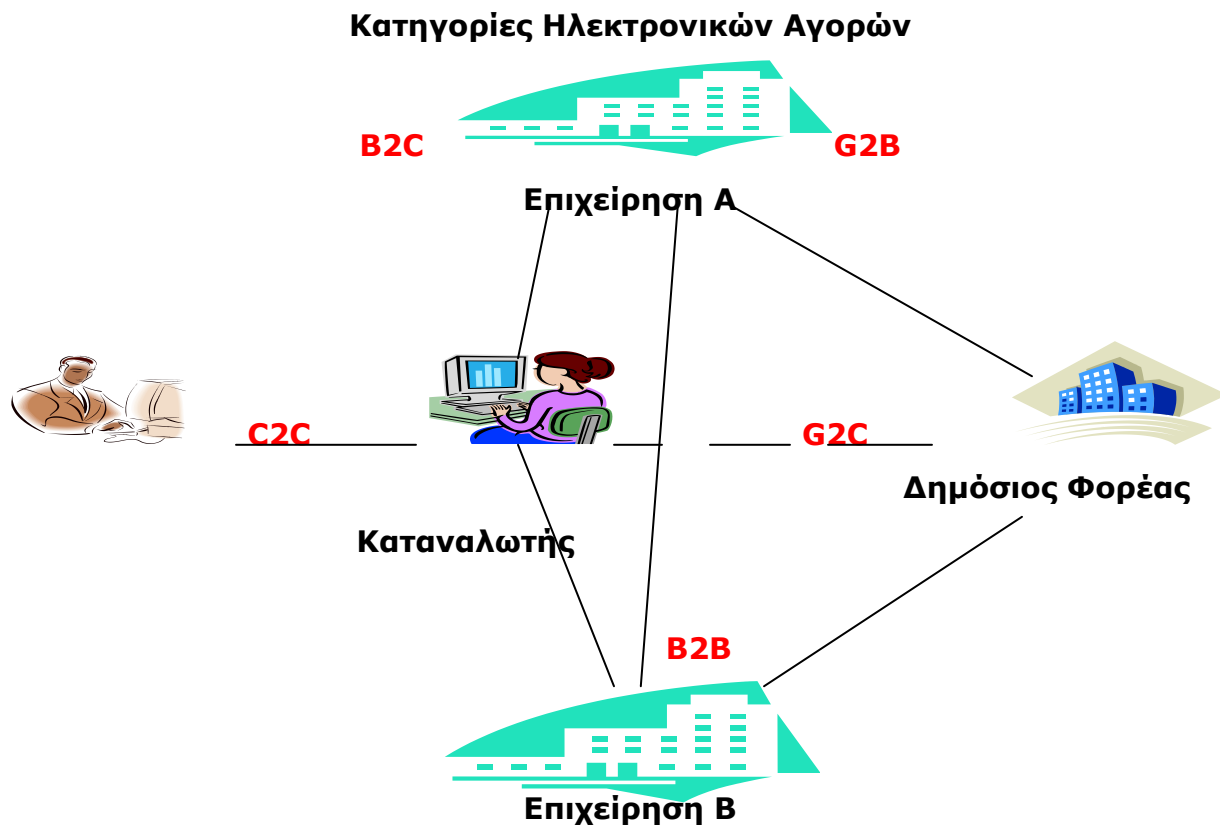 Κατηγορίες Ηλεκτρονικών Αγορών
B2C
G2B
Επιχείρηση Α
C2C
G2C
Δημόσιος Φορέας
Καταναλωτής
B2B
Επιχείρηση Β